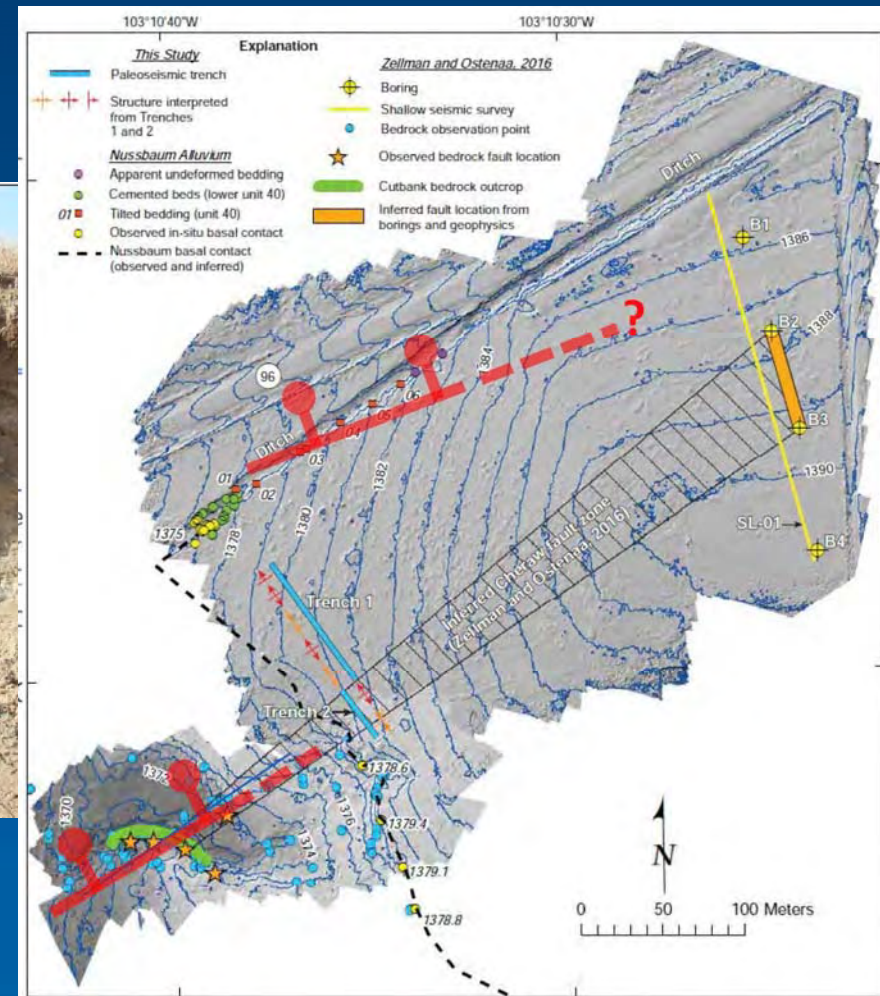 103°10'40"W
103°10'30"W
Explanation
This Study
Paleoseismic trench
Structure interpreted
from Trenches
1 and 2
Nussbaum Alluvium
Apparent undeformed bedding
Cemented beds (lower unit 40)
01 Tilted bedding (unit 40)
Observed in-situ basal contact
Nussbaum basal contact
(observed and inferred)
Zellman and Ostenaa, 2016
Boring
Shallow seismic survey
Bedrock observation point
Observed bedrock fault location
Cutbank bedrock outcrop
Inferred fault location from
borings and geophysics
Ditch
B1
1386
B2
1388
?
1384
96
06
05
04
Ditch
03
1382
B3
01
02
1380
1390
1375
1378
SL-01
B4
Inferred Cheraw fault zone
(Zellman and Ostenaa, 2016)
Trench 1
Trench 2
1378.6
1372
1370
1376
1379.4
1374
1379.1
1378.8
N
0 50 100 Meters